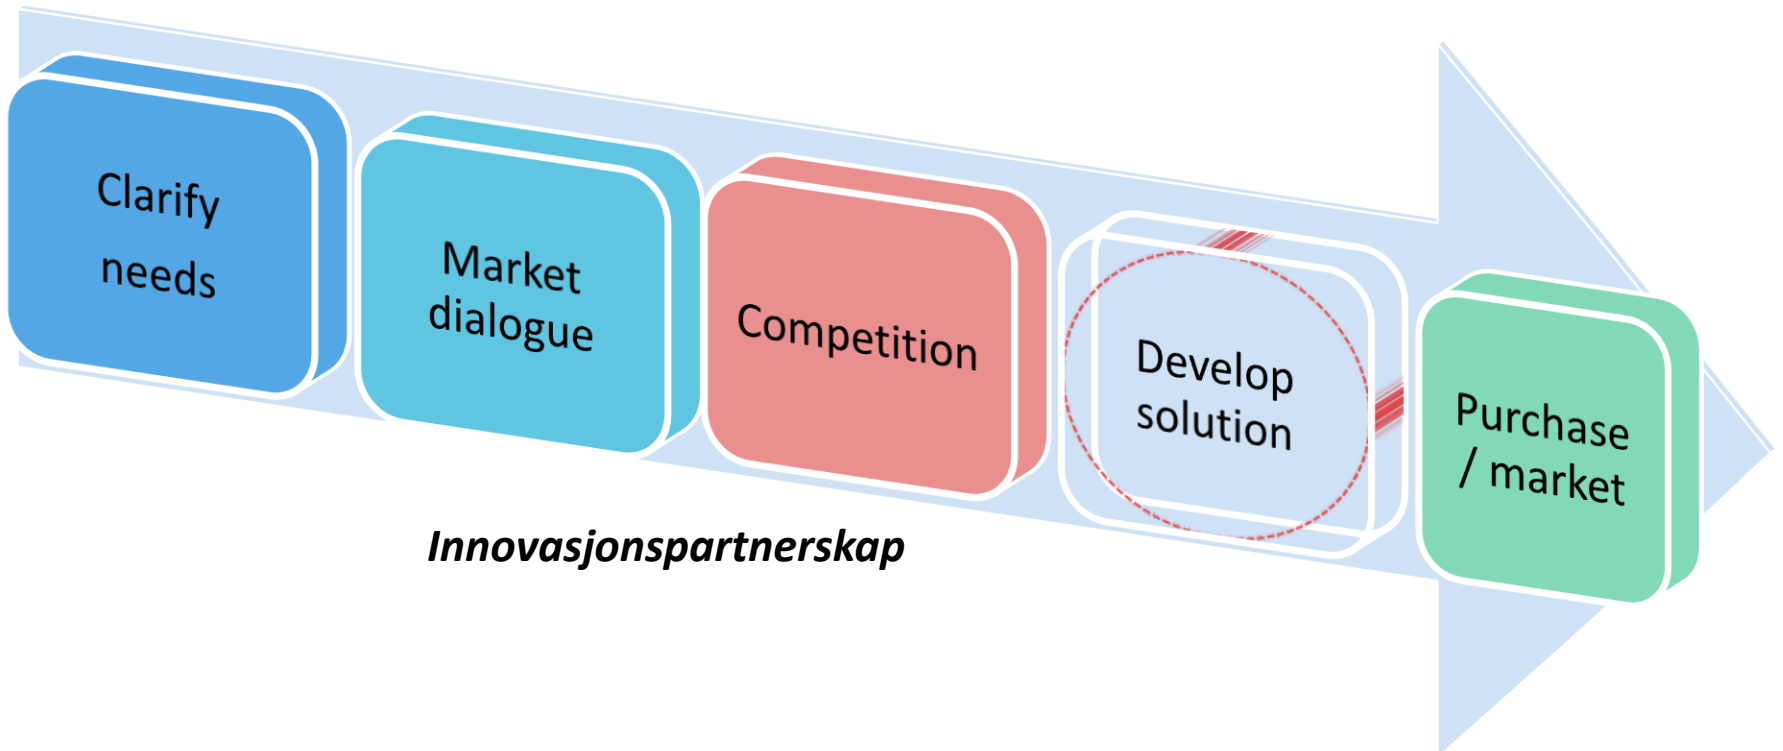 Clarify
needs
Market
dialogue
Competition
Develop
solution
Purchase
/ market
Innovasjonspartnerskap